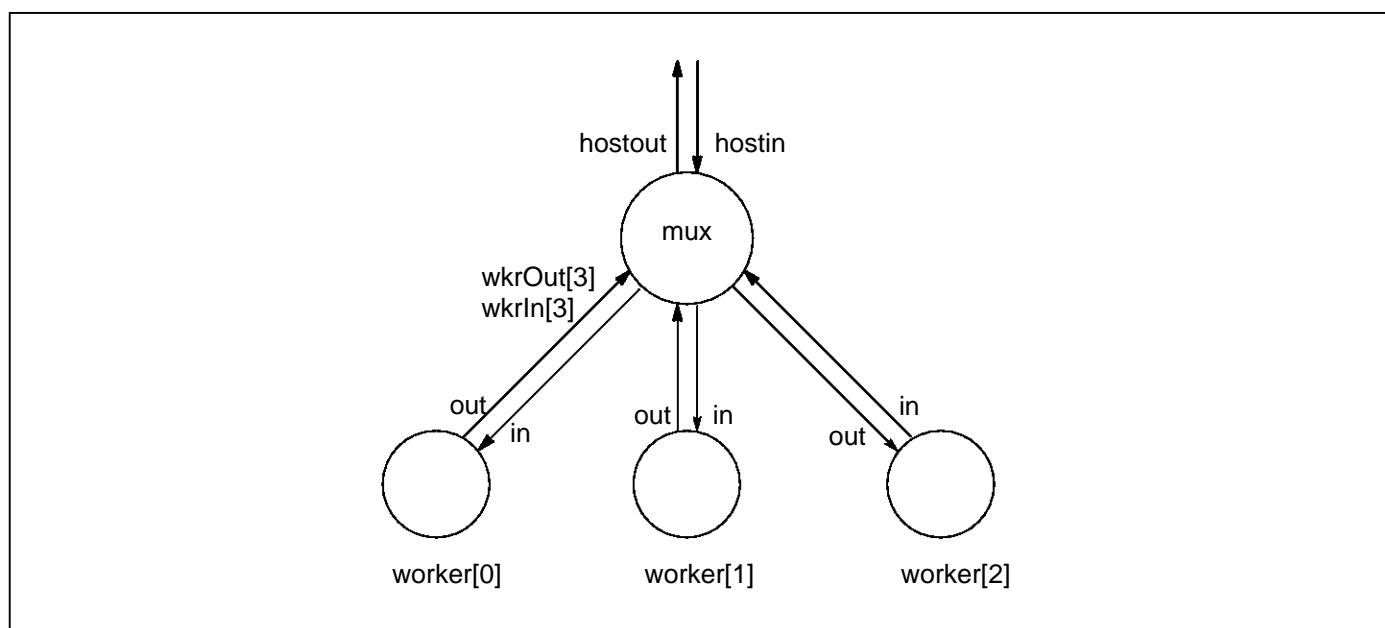 hostout hostin
mux
wkrOut[3]
wkrIn[3]
out in
out in
out in
worker[0] worker[1] worker[2]